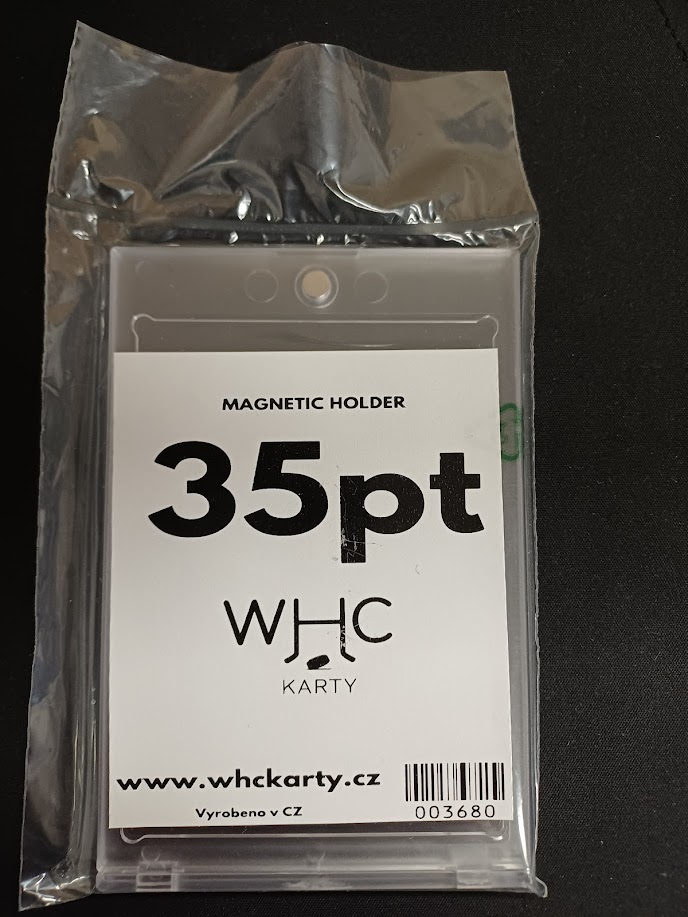 MAGNETIC HOLDER
35pt
WHC
KARTY
www.whckarty.cz
Vyrobeno v CZ
003680